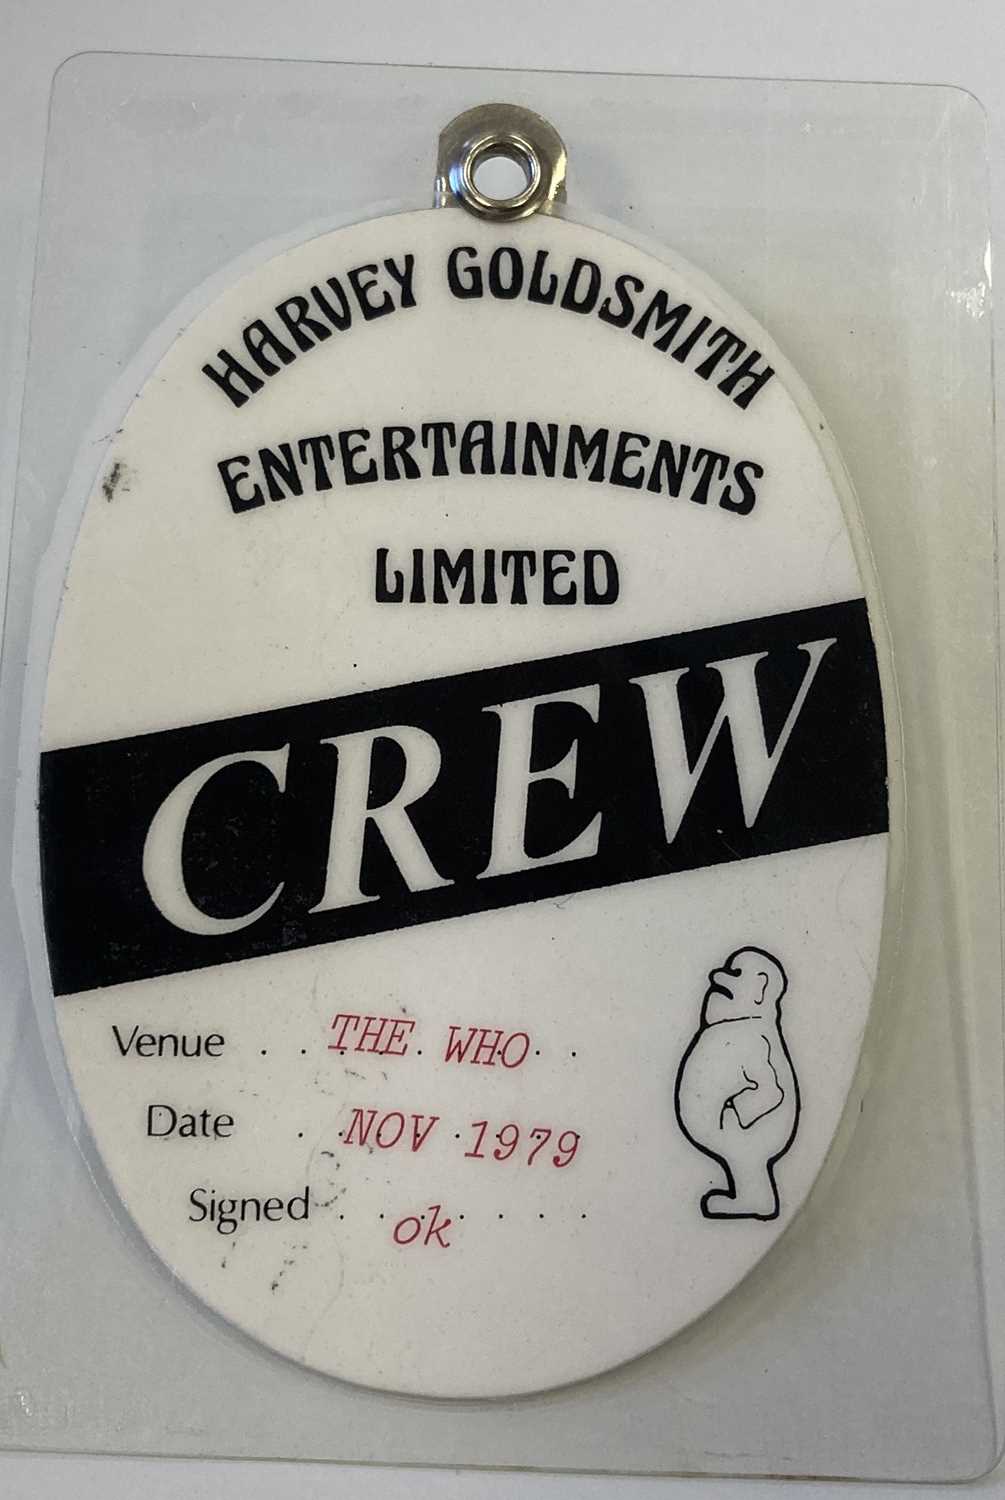 HARVEY GOLDSMITH
ENTERTAINMENTS
LIMITED
CREW
Venue . . THE. WHO . .
Date . . NOV . 1979
Signed . . ok . . . .